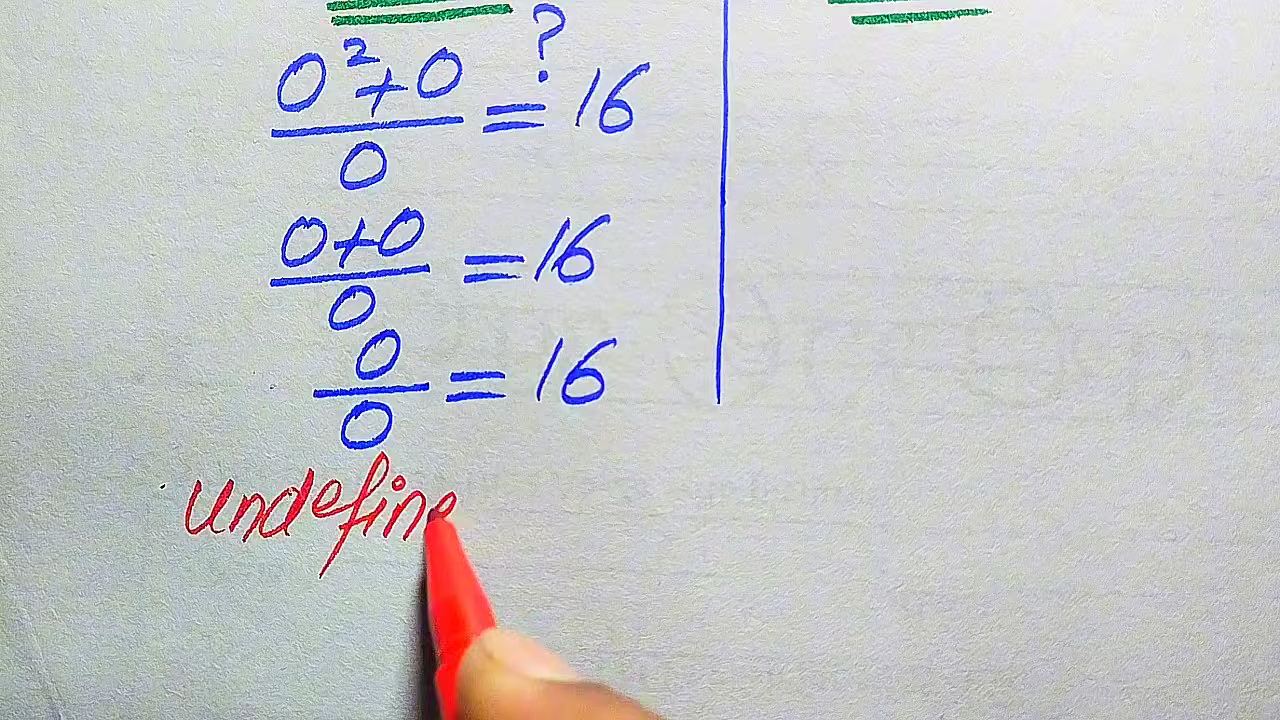 0²+0/0 =? 16
0+0/0 = 16
0/0 = 16
undefine